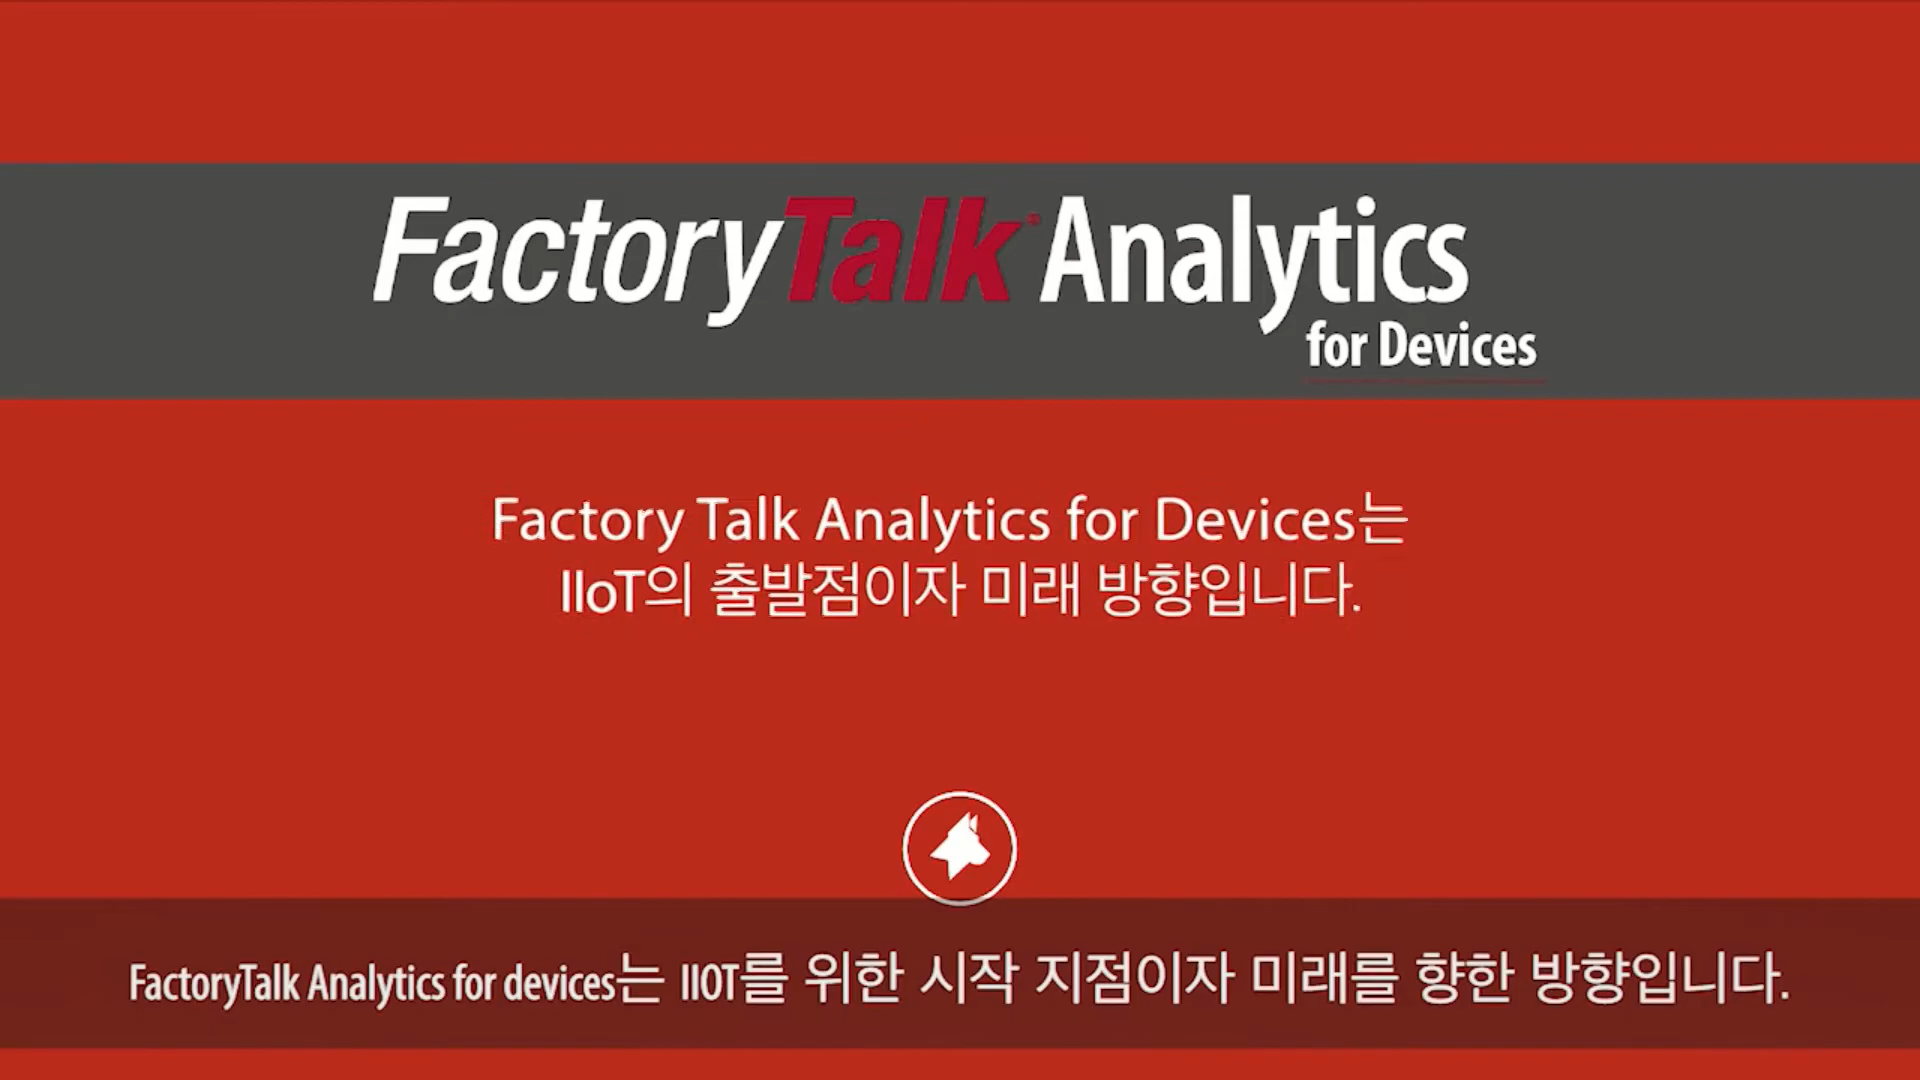 FactoryTalk Analytics
for Devices
Factory Talk Analytics for Devices는
IIoT의 출발점이자 미래 방향입니다.
FactoryTalk Analytics for devices는 IIOT를 위한 시작 지점이자 미래를 향한 방향입니다.